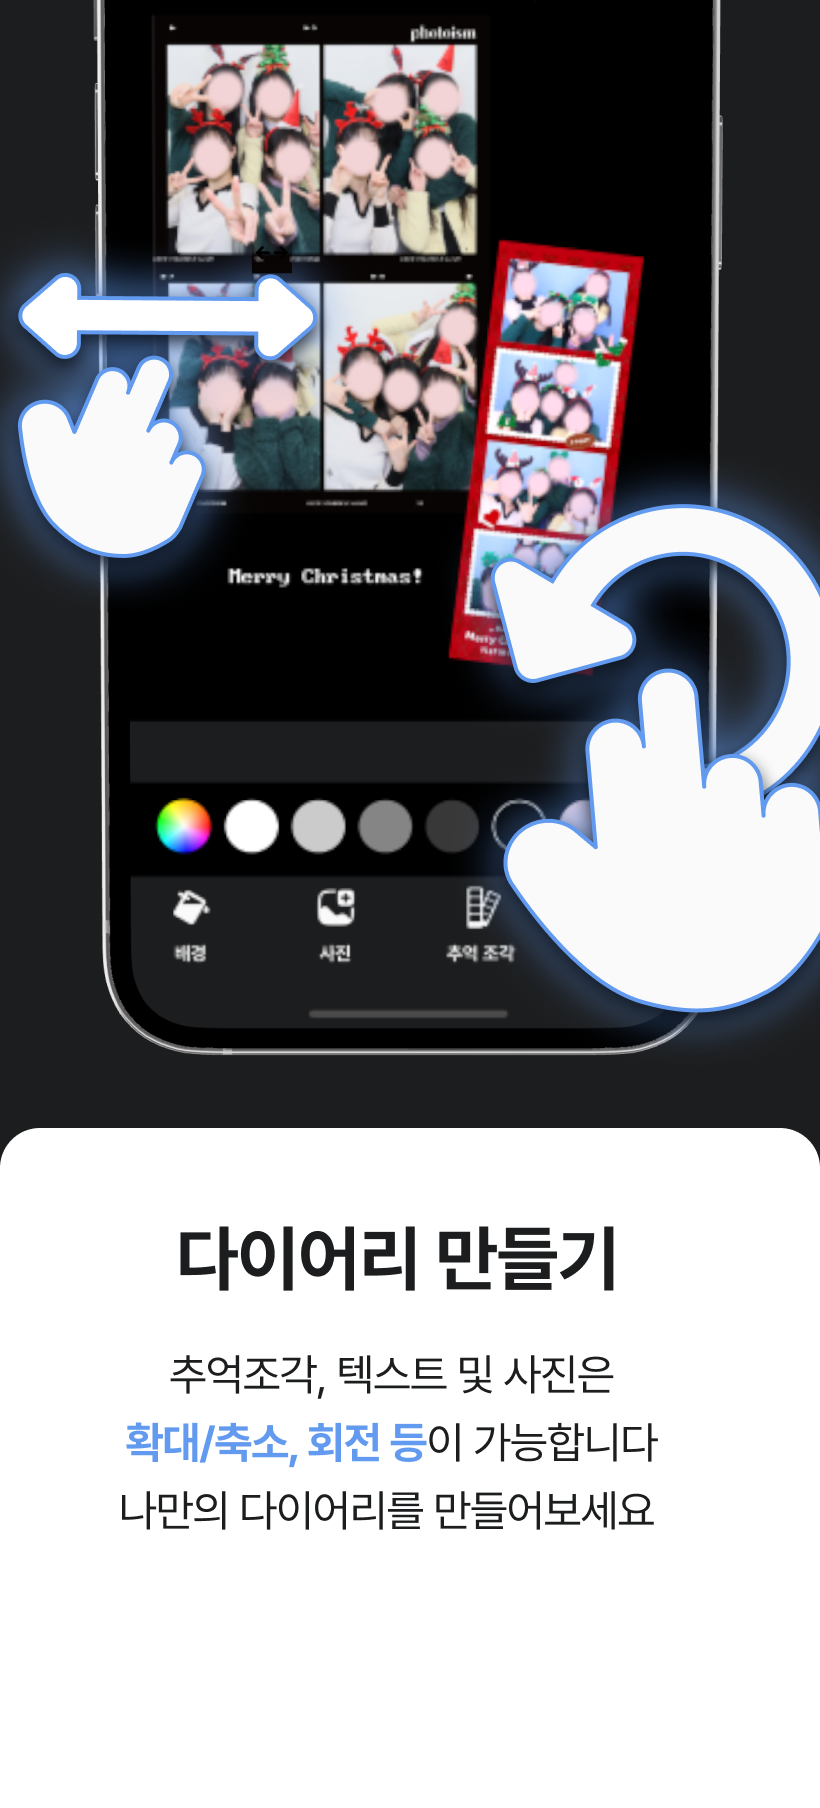 photoism
Merry Christmas!
배경
사진
추억 조각
다이어리 만들기
추억조각, 텍스트 및 사진은
확대/축소, 회전 등이 가능합니다
나만의 다이어리를 만들어보세요